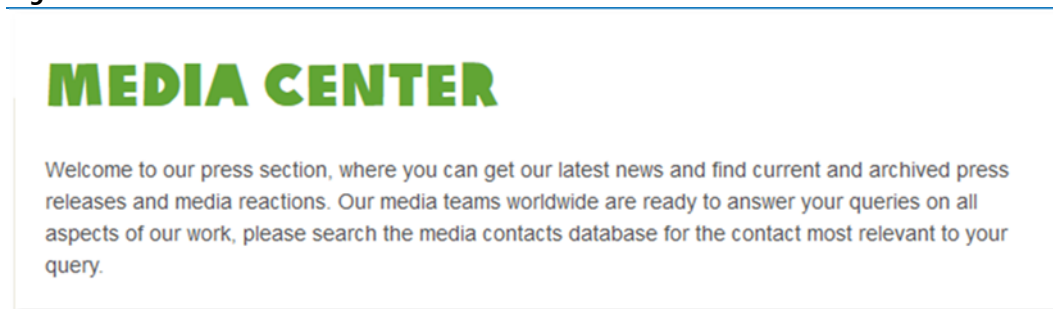 MEDIA CENTER
Welcome to our press section, where you can get our latest news and find current and archived press
releases and media reactions. Our media teams worldwide are ready to answer your queries on all
aspects of our work, please search the media contacts database for the contact most relevant to your
query.